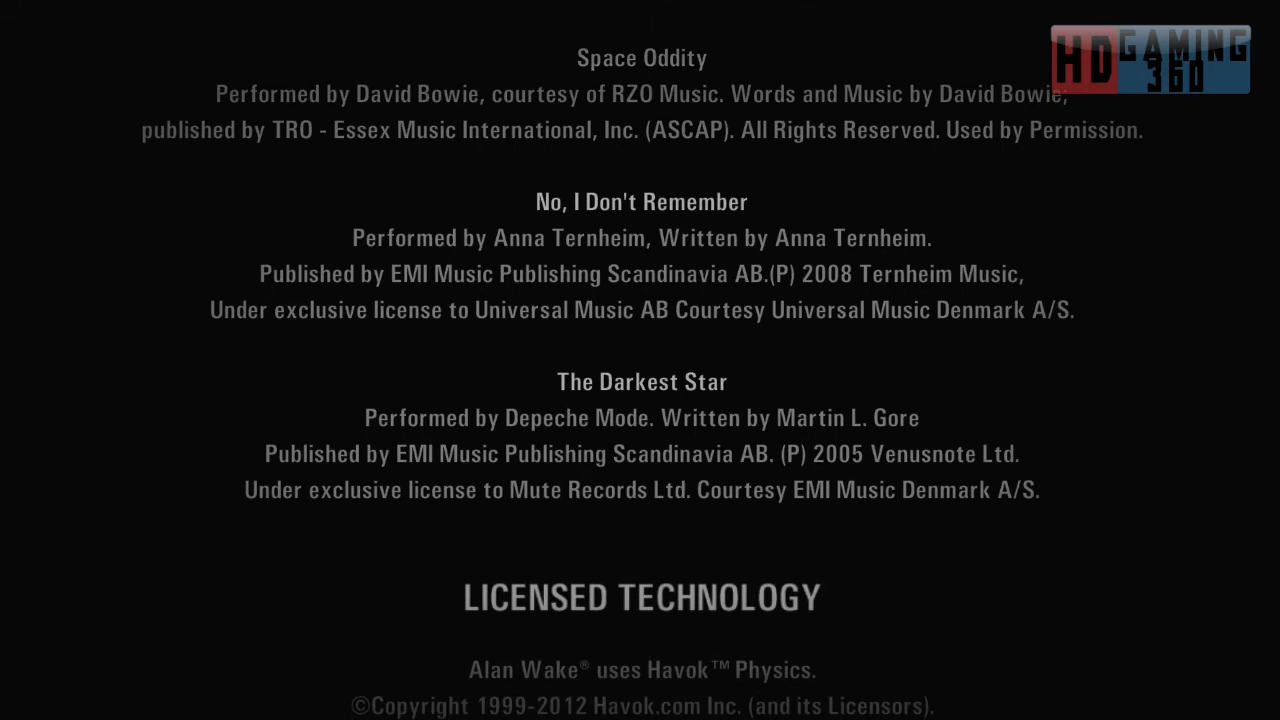 Space Oddity
HD GAMING 360
Performed by David Bowie, courtesy of RZO Music. Words and Music by David Bowie;
published by TRO - Essex Music International, Inc. (ASCAP). All Rights Reserved. Used by Permission.
No, I Don't Remember
Performed by Anna Ternheim, Written by Anna Ternheim.
Published by EMI Music Publishing Scandinavia AB.(P) 2008 Ternheim Music,
Under exclusive license to Universal Music AB Courtesy Universal Music Denmark A/S.
The Darkest Star
Performed by Depeche Mode. Written by Martin L. Gore
Published by EMI Music Publishing Scandinavia AB. (P) 2005 Venusnote Ltd.
Under exclusive license to Mute Records Ltd. Courtesy EMI Music Denmark A/S.
LICENSED TECHNOLOGY
Alan Wake® uses Havok™ Physics.
©Copyright 1999-2012 Havok.com Inc. (and its Licensors).